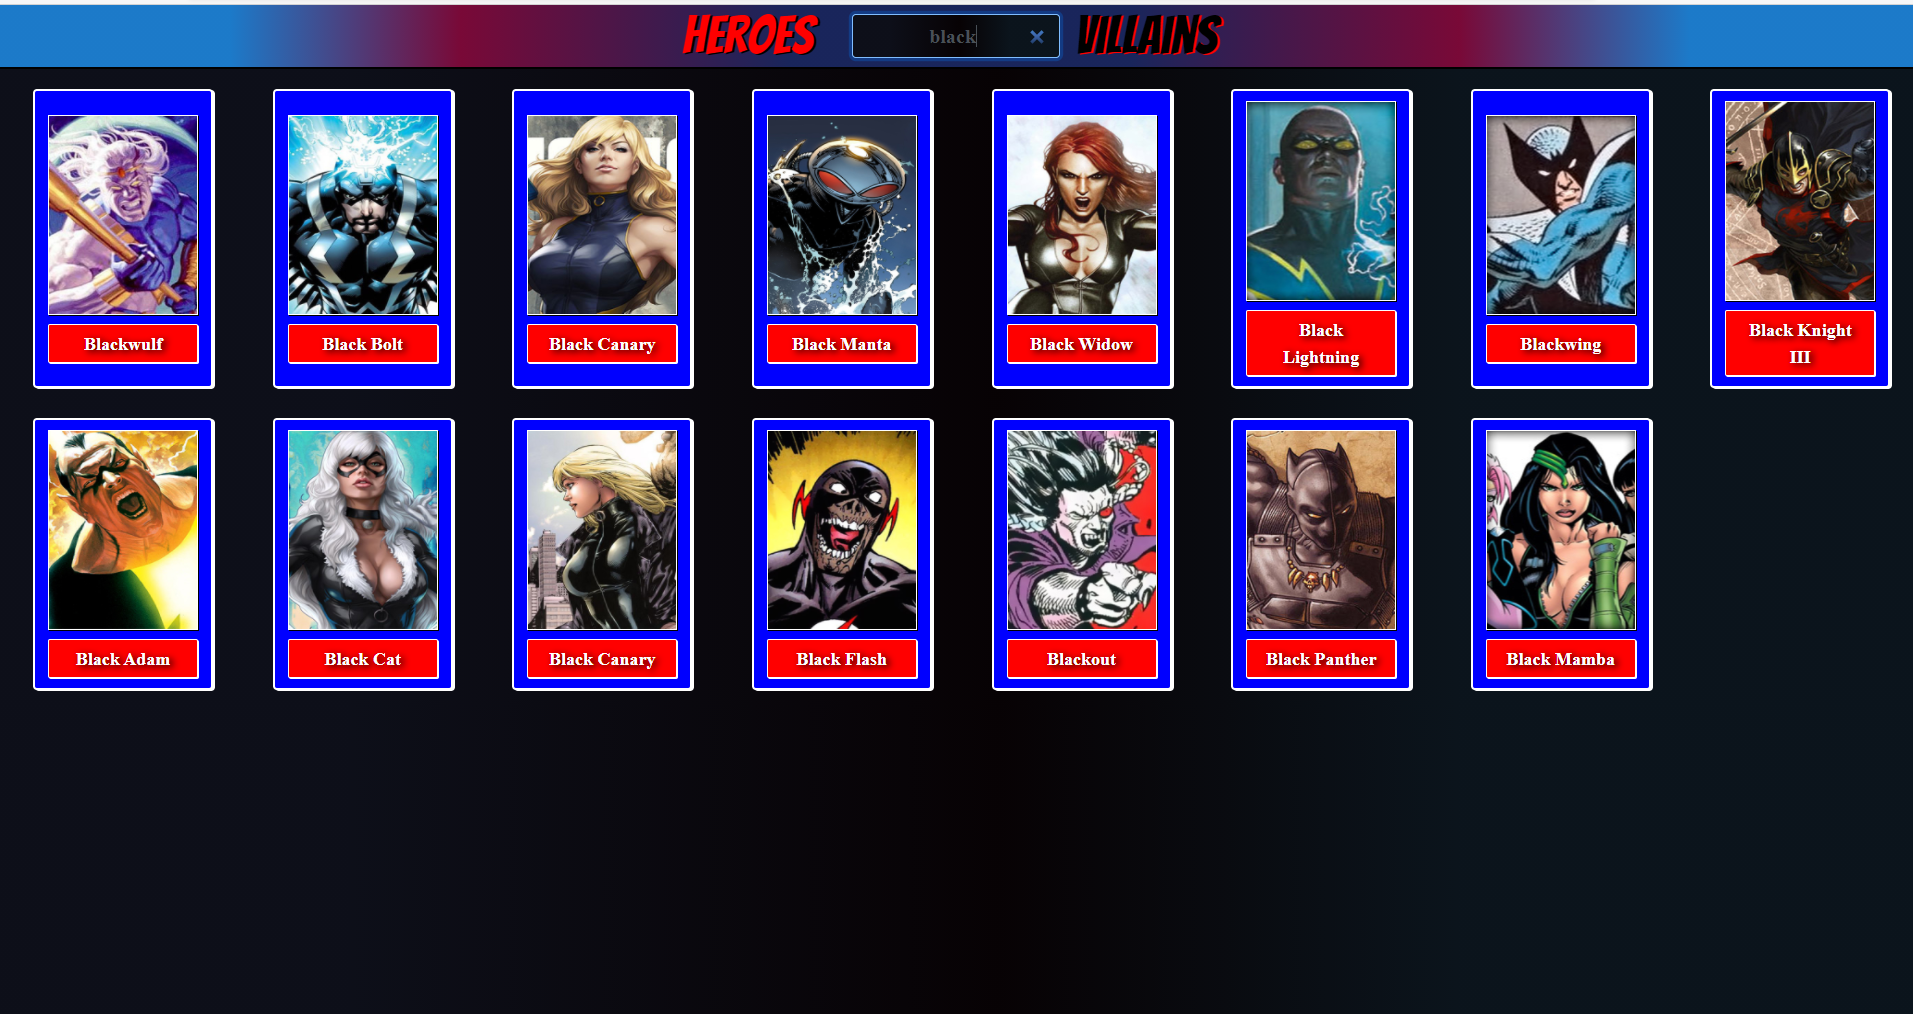 HEROES
black
VILLAINS
Blackwulf
Black Bolt
Black Canary
Black Manta
Black Widow
Black
Lightning
Blackwing
Black Knight
III
Black Adam
Black Cat
Black Canary
Black Flash
Blackout
Black Panther
Black Mamba